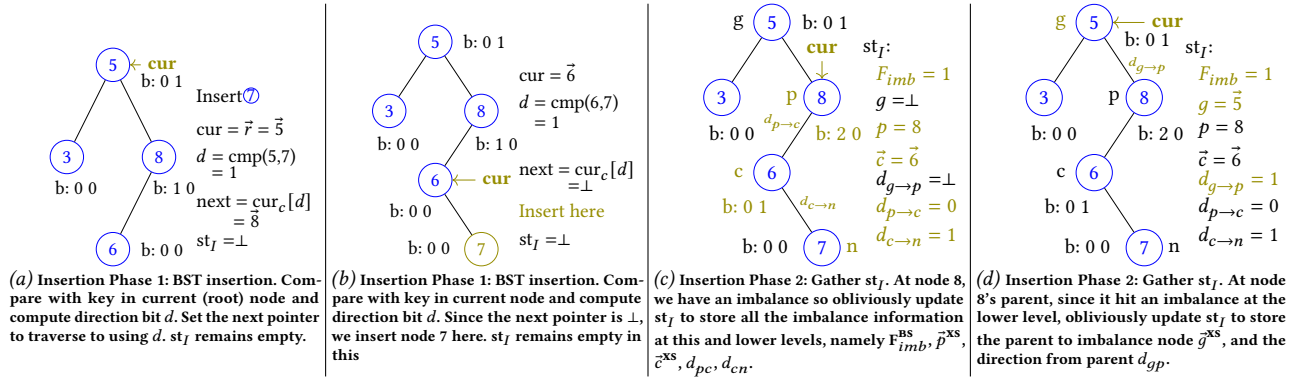 5
cur
b: 0 1
Insert 7
cur = r⃗ = 5⃗
d = cmp(5,7)
= 1
3
8
b: 0 0
b: 1 0
next = cur_c[d]
= 8⃗
6
b: 0 0
st_I = ⊥
(a) Insertion Phase 1: BST insertion. Com-
pare with key in current (root) node and
compute direction bit d. Set the next pointer
to traverse to using d. st_I remains empty.
5
b: 0 1
cur = 6⃗
d = cmp(6,7)
= 1
3
8
b: 0 0
b: 1 0
next = cur_c[d]
= ⊥
6
cur
b: 0 0
Insert here
7
b: 0 0
st_I = ⊥
(b) Insertion Phase 1: BST insertion. Com-
pare with key in current node and compute
direction bit d. Since the next pointer is ⊥,
we insert node 7 here. st_I remains empty in
this
g
5
b: 0 1
cur
st_I:
F_imb = 1
3
p
8
g = ⊥
b: 0 0
d_p→c
b: 2 0
p = 8
c
6
c⃗ = 6⃗
d_g→p = ⊥
b: 0 1
d_c→n
d_p→c = 0
b: 0 0
7
n
d_c→n = 1
(c) Insertion Phase 2: Gather st_I. At node 8,
we have an imbalance so obliviously update
st_I to store all the imbalance information
at this and lower levels, namely F_imb^BS, p⃗^xs,
c⃗^xs, d_pc, d_cn.
g
5
cur
b: 0 1
st_I:
d_g→p
F_imb = 1
3
p
8
g = 5⃗
b: 0 0
b: 2 0
p = 8
c
6
c⃗ = 6⃗
d_g→p = 1
b: 0 1
d_p→c = 0
b: 0 0
7
n
d_c→n = 1
(d) Insertion Phase 2: Gather st_I. At node
8's parent, since it hit an imbalance at the
lower level, obliviously update st_I to store
the parent to imbalance node g⃗^xs, and the
direction from parent d_gp.